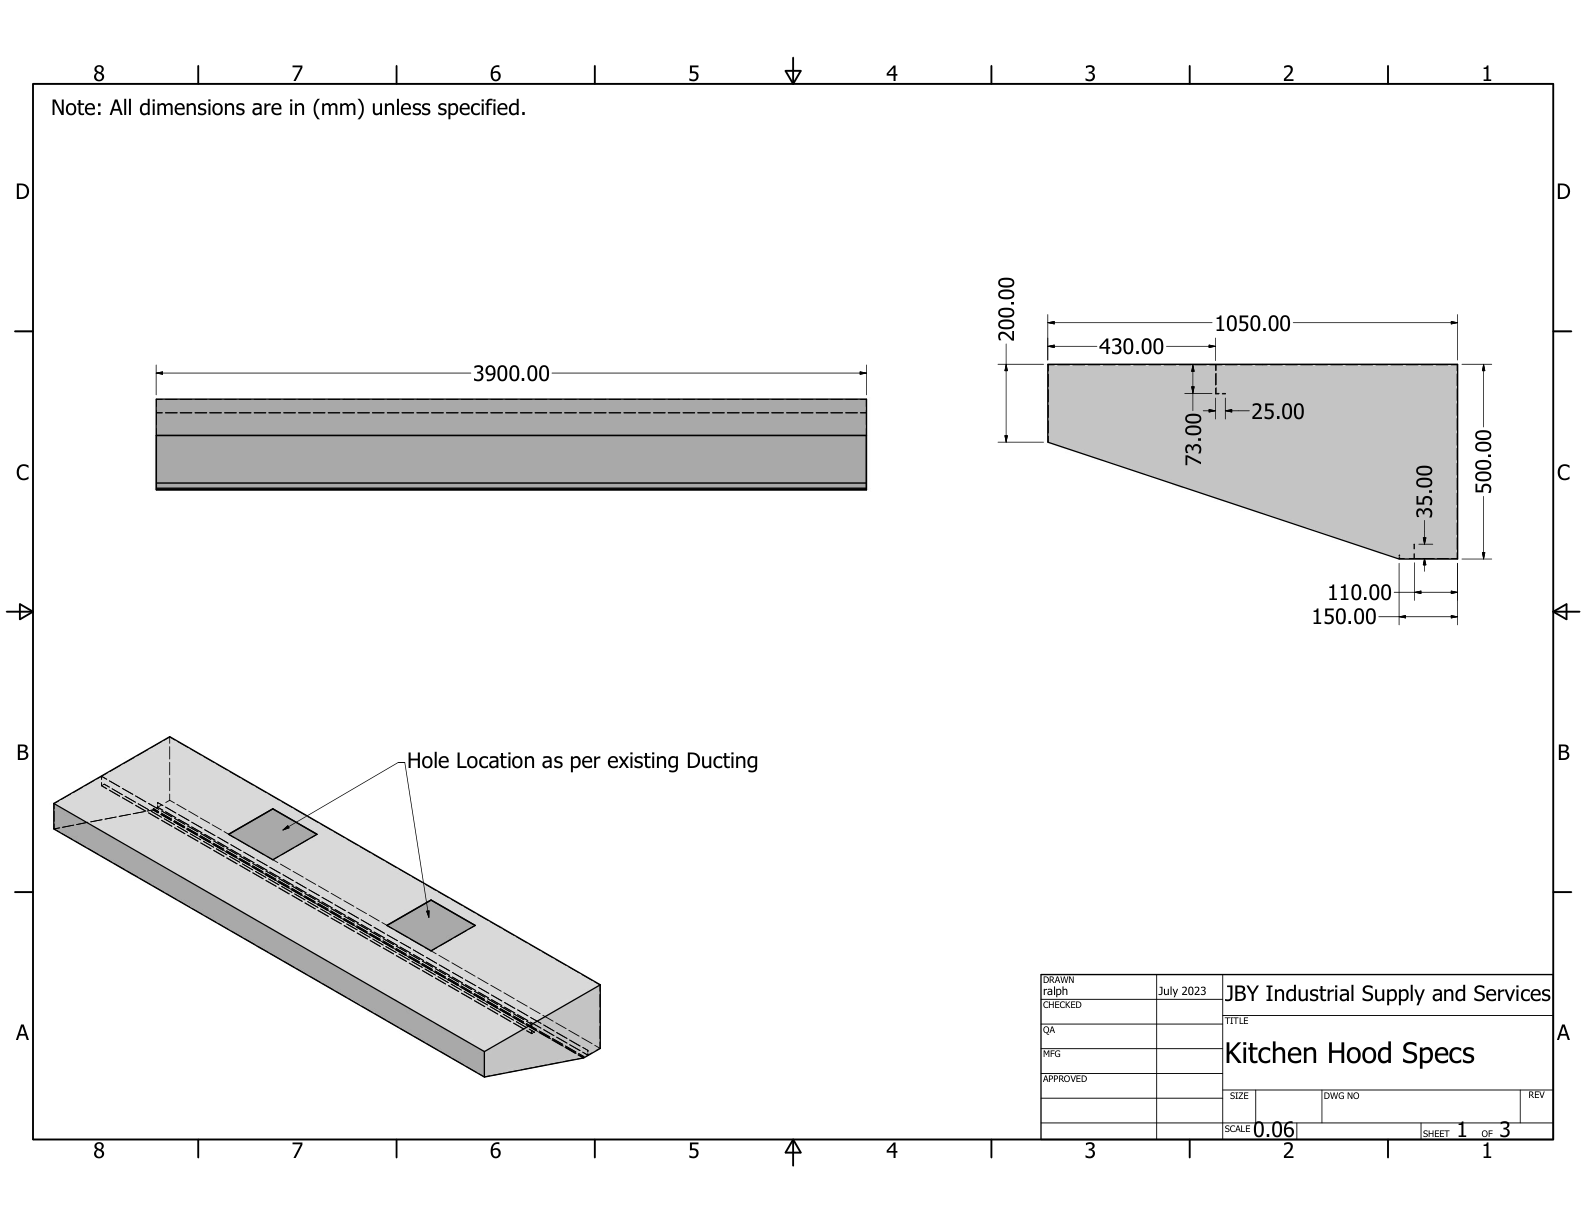 8 7 6 5 4 3 2 1
Note: All dimensions are in (mm) unless specified.
D D
200.00
1050.00
430.00
3900.00
25.00
73.00
500.00
35.00
C C
110.00
150.00
B B
Hole Location as per existing Ducting
DRAWN
ralph July 2023
JBY Industrial Supply and Services
CHECKED
TITLE
QA
Kitchen Hood Specs
MFG
APPROVED
A A
SIZE DWG NO REV
SCALE 0.06 SHEET 1 OF 3
8 7 6 5 4 3 2 1